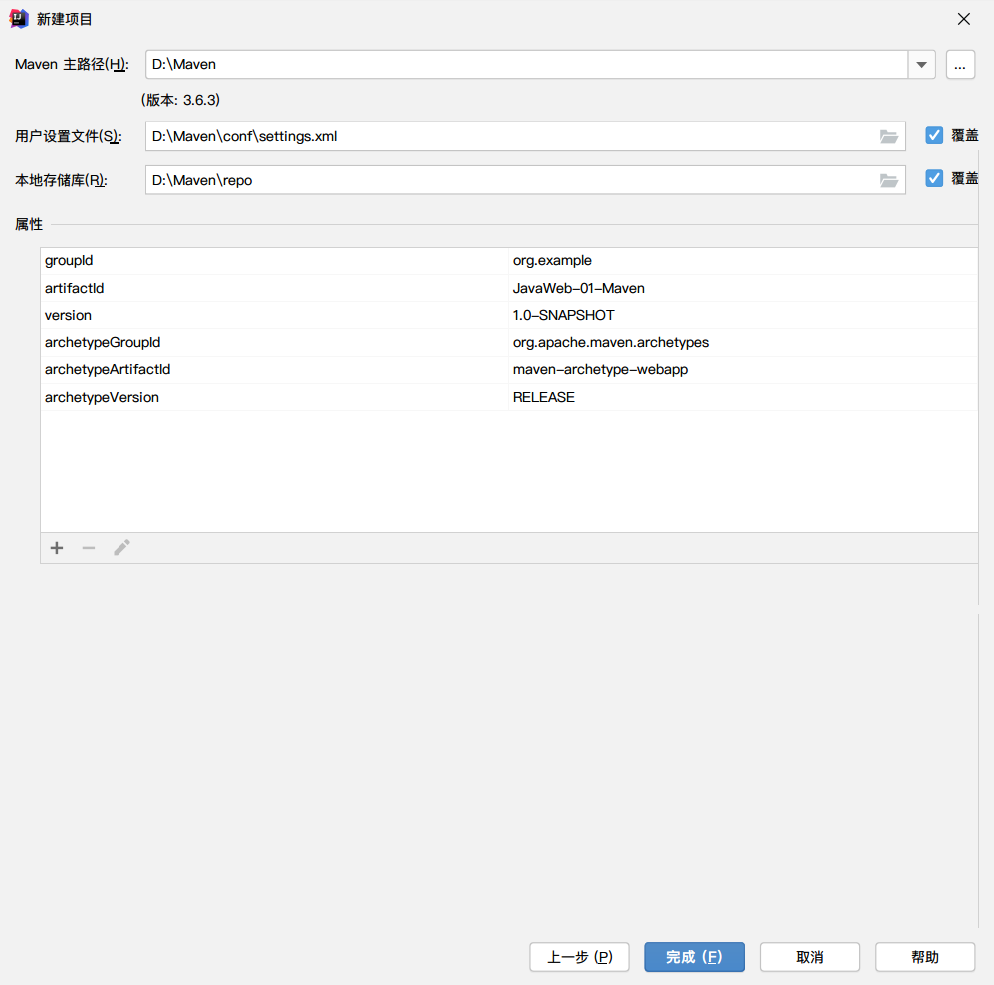 新建项目
Maven 主路径(H): D:\Maven ...
(版本: 3.6.3)
用户设置文件(S): D:\Maven\conf\settings.xml 覆盖
本地存储库(R): D:\Maven\repo 覆盖
属性
groupId org.example
artifactId JavaWeb-01-Maven
version 1.0-SNAPSHOT
archetypeGroupId org.apache.maven.archetypes
archetypeArtifactId maven-archetype-webapp
archetypeVersion RELEASE
上一步 (P) 完成 (F) 取消 帮助